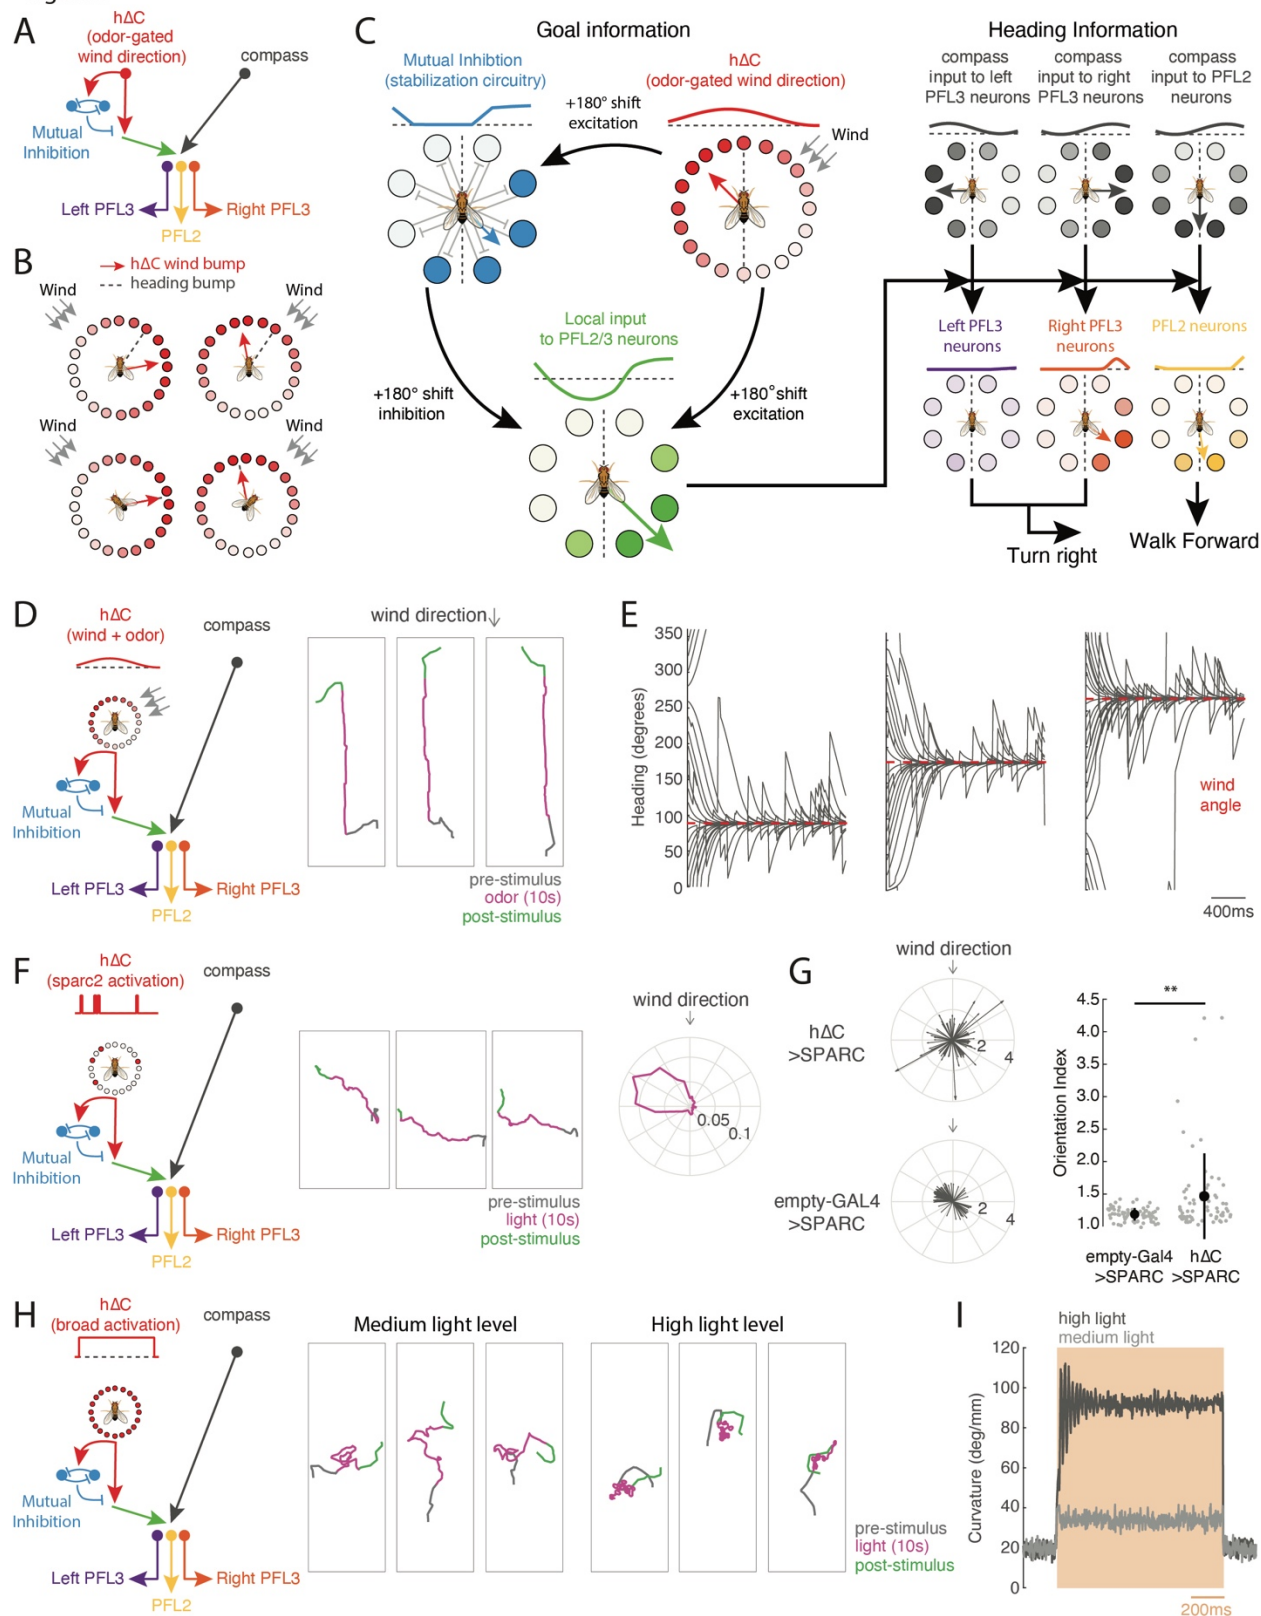 A
hΔC
(odor-gated
wind direction)
compass
Mutual
Inhibition
Left PFL3
Right PFL3
PFL2
B
hΔC wind bump
heading bump
Wind
Wind
Wind
Wind
C
Goal information
Mutual Inhibtion
(stabilization circuitry)
+180° shift
excitation
hΔC
(odor-gated wind direction)
Wind
Local input
to PFL2/3 neurons
+180° shift
inhibition
+180° shift
excitation
Heading Information
compass
input to left
PFL3 neurons
compass
input to right
PFL3 neurons
compass
input to PFL2
neurons
Left PFL3
neurons
Right PFL3
neurons
PFL2 neurons
Turn right
Walk Forward
D
hΔC
(wind + odor)
compass
Mutual
Inhibition
Left PFL3
Right PFL3
PFL2
wind direction
pre-stimulus
odor (10s)
post-stimulus
E
Heading (degrees)
350
300
250
200
150
100
50
0
wind
angle
400ms
F
hΔC
(sparc2 activation)
compass
Mutual
Inhibition
Left PFL3
Right PFL3
PFL2
pre-stimulus
light (10s)
post-stimulus
wind direction
0.05
0.1
G
wind direction
hΔC
>SPARC
2
4
empty-GAL4
>SPARC
2
4
**
Orientation Index
4.5
4.0
3.5
3.0
2.5
2.0
1.5
1.0
empty-Gal4
>SPARC
hΔC
>SPARC
H
hΔC
(broad activation)
compass
Mutual
Inhibition
Left PFL3
Right PFL3
PFL2
Medium light level
High light level
pre-stimulus
light (10s)
post-stimulus
I
high light
medium light
Curvature (deg/mm)
120
100
80
60
40
20
0
200ms